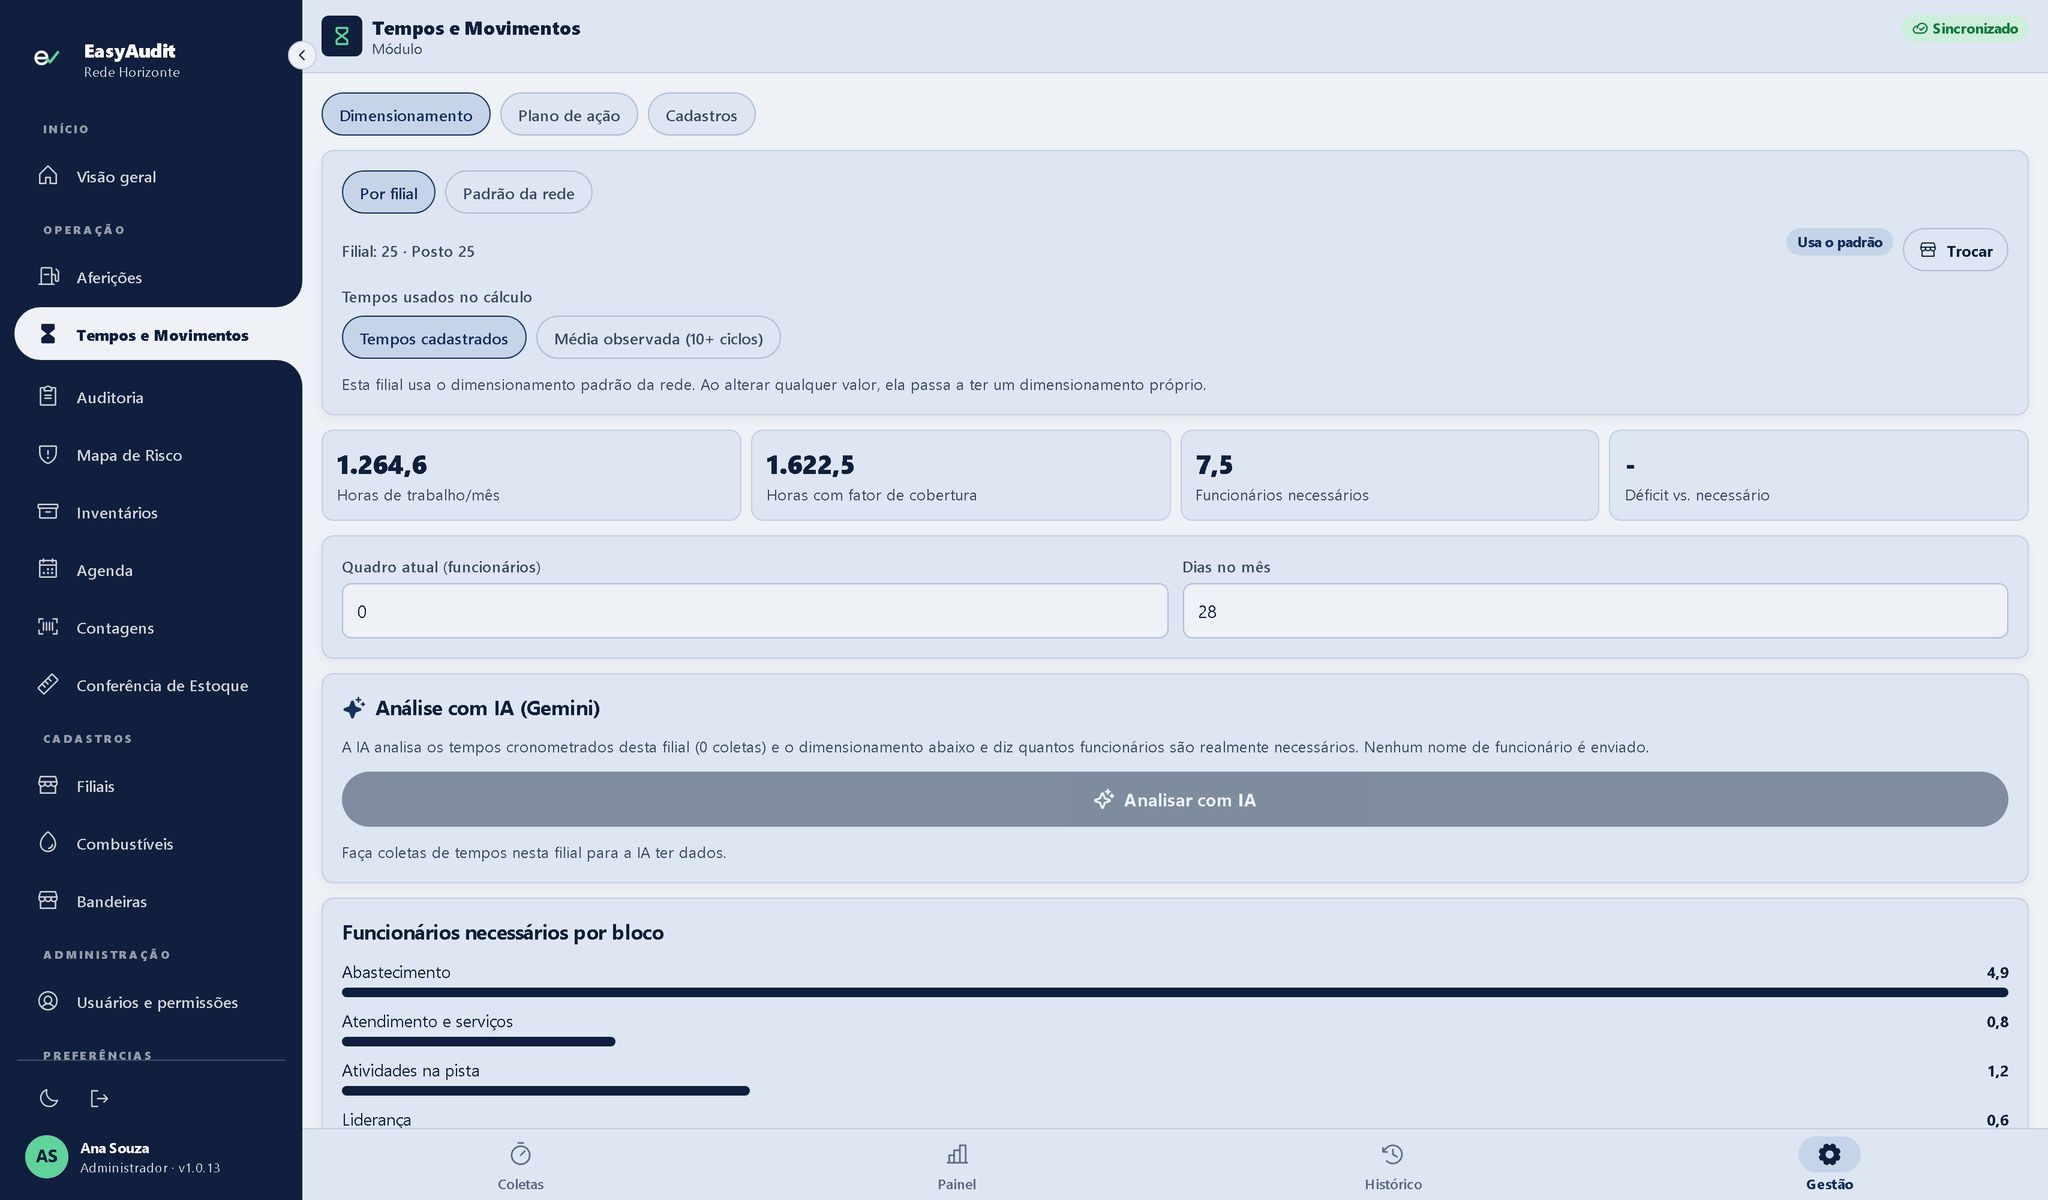 EasyAudit
Rede Horizonte
INÍCIO
Visão geral
OPERAÇÃO
Aferições
Tempos e Movimentos
Auditoria
Mapa de Risco
Inventários
Agenda
Contagens
Conferência de Estoque
CADASTROS
Filiais
Combustíveis
Bandeiras
ADMINISTRAÇÃO
Usuários e permissões
PREFERÊNCIAS
AS
Ana Souza
Administrador · v1.0.13
Tempos e Movimentos
Módulo
Sincronizado
Dimensionamento
Plano de ação
Cadastros
Por filial
Padrão da rede
Filial: 25 · Posto 25
Usa o padrão
Trocar
Tempos usados no cálculo
Tempos cadastrados
Média observada (10+ ciclos)
Esta filial usa o dimensionamento padrão da rede. Ao alterar qualquer valor, ela passa a ter um dimensionamento próprio.
1.264,6
Horas de trabalho/mês
1.622,5
Horas com fator de cobertura
7,5
Funcionários necessários
-
Déficit vs. necessário
Quadro atual (funcionários)
0
Dias no mês
28
Análise com IA (Gemini)
A IA analisa os tempos cronometrados desta filial (0 coletas) e o dimensionamento abaixo e diz quantos funcionários são realmente necessários. Nenhum nome de funcionário é enviado.
Analisar com IA
Faça coletas de tempos nesta filial para a IA ter dados.
Funcionários necessários por bloco
Abastecimento 4,9
Atendimento e serviços 0,8
Atividades na pista 1,2
Liderança 0,6
Coletas
Painel
Histórico
Gestão